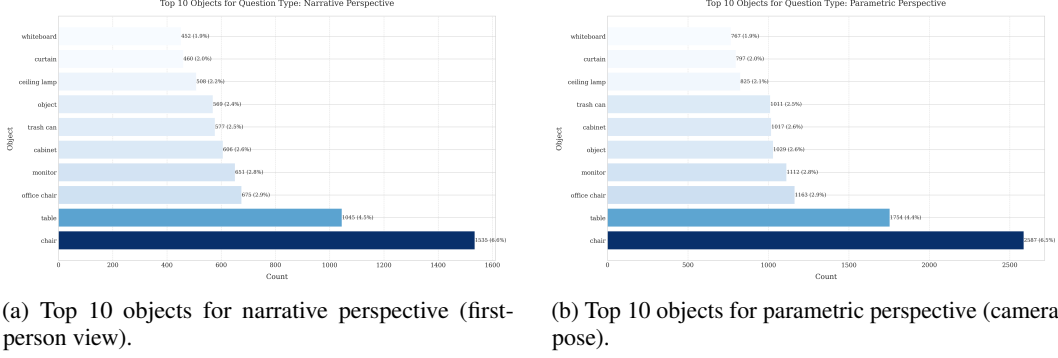 Top 10 Objects for Question Type: Narrative Perspective
whiteboard 452 (1.9%)
curtain 460 (2.0%)
ceiling lamp 508 (2.2%)
object 569 (2.4%)
trash can 577 (2.5%)
cabinet 606 (2.6%)
monitor 651 (2.8%)
office chair 675 (2.9%)
table 1045 (4.5%)
chair 1535 (6.6%)
Object
0 200 400 600 800 1000 1200 1400 1600
Count
(a) Top 10 objects for narrative perspective (first-
person view).
Top 10 Objects for Question Type: Parametric Perspective
whiteboard 767 (1.9%)
curtain 797 (2.0%)
ceiling lamp 825 (2.1%)
trash can 1011 (2.5%)
cabinet 1017 (2.6%)
object 1029 (2.6%)
monitor 1112 (2.8%)
office chair 1163 (2.9%)
table 1754 (4.4%)
chair 2587 (6.5%)
Object
0 500 1000 1500 2000 2500
Count
(b) Top 10 objects for parametric perspective (camera
pose).